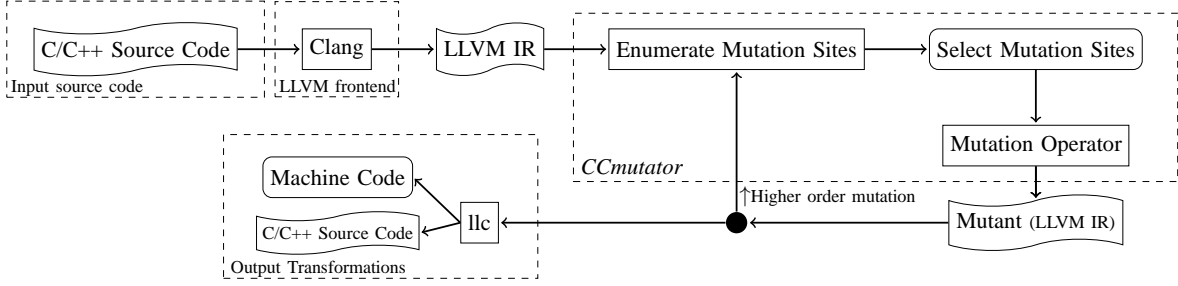 C/C++ Source Code
Clang
LLVM IR
Enumerate Mutation Sites
Select Mutation Sites
Input source code
LLVM frontend
Mutation Operator
CCmutator
Machine Code
↑Higher order mutation
llc
Mutant (LLVM IR)
C/C++ Source Code
Output Transformations